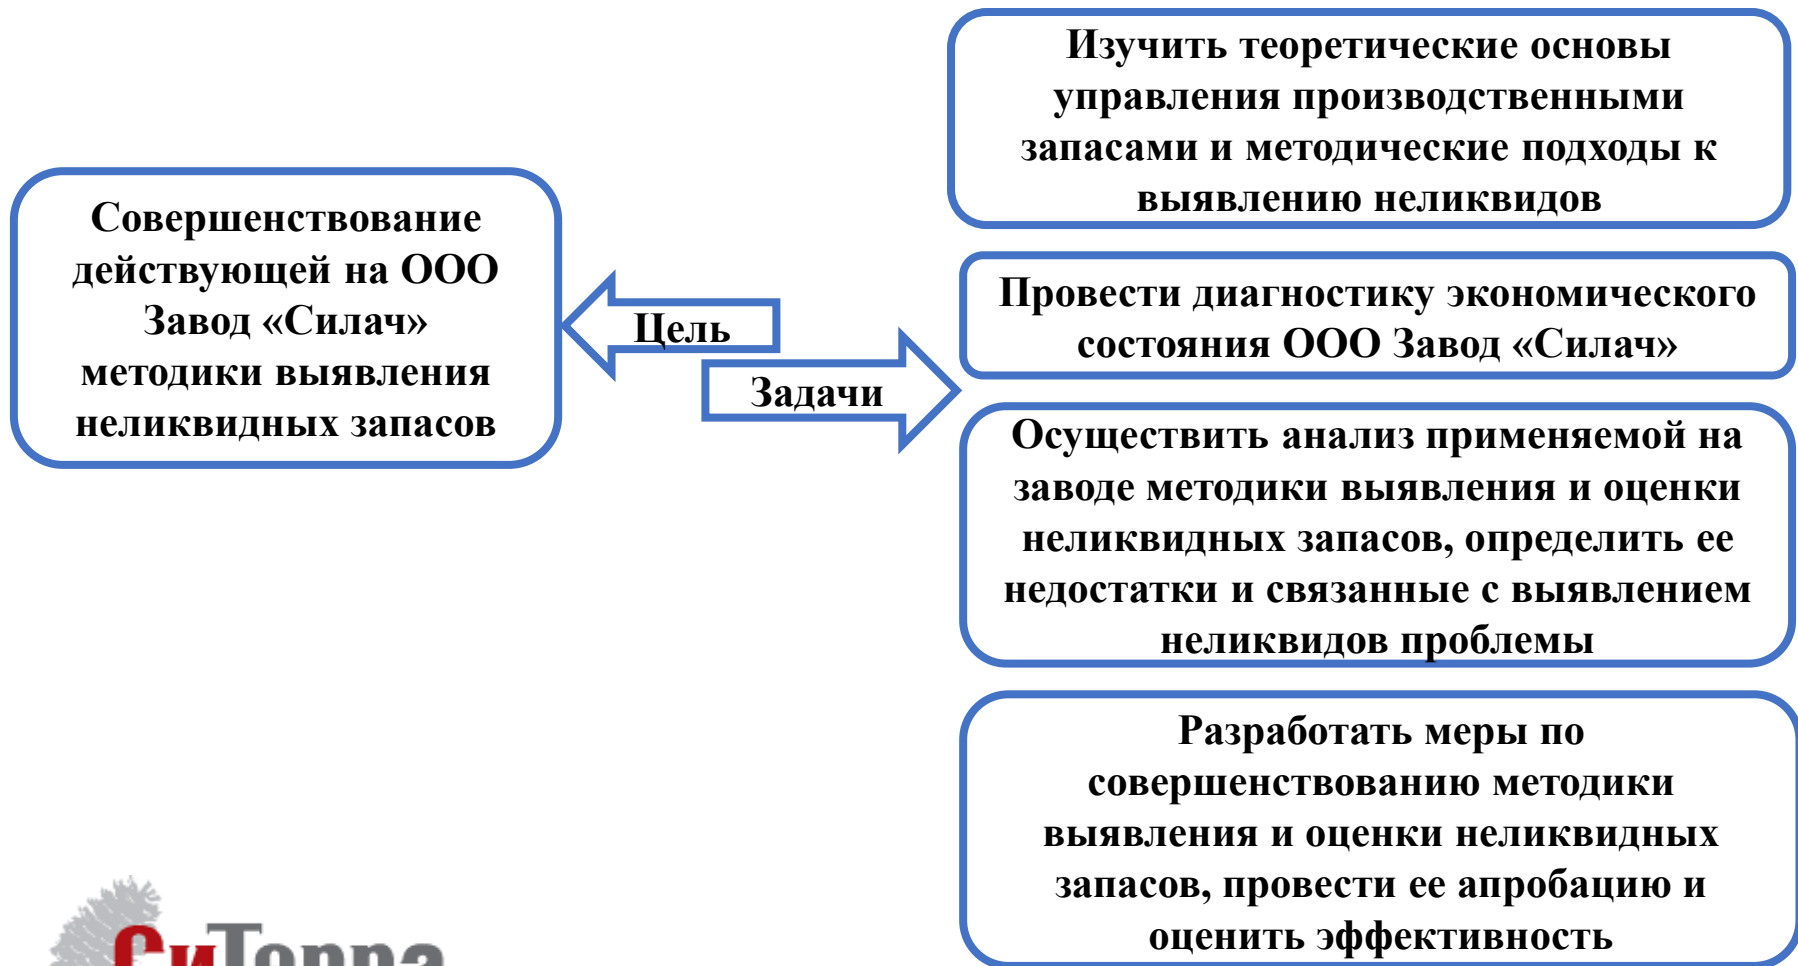 Совершенствование
действующей на ООО
Завод «Силач»
методики выявления
неликвидных запасов
Цель
Задачи
Изучить теоретические основы
управления производственными
запасами и методические подходы к
выявлению неликвидов
Провести диагностику экономического
состояния ООО Завод «Силач»
Осуществить анализ применяемой на
заводе методики выявления и оценки
неликвидных запасов, определить ее
недостатки и связанные с выявлением
неликвидов проблемы
Разработать меры по
совершенствованию методики
выявления и оценки неликвидных
запасов, провести ее апробацию и
оценить эффективность
СиТерра